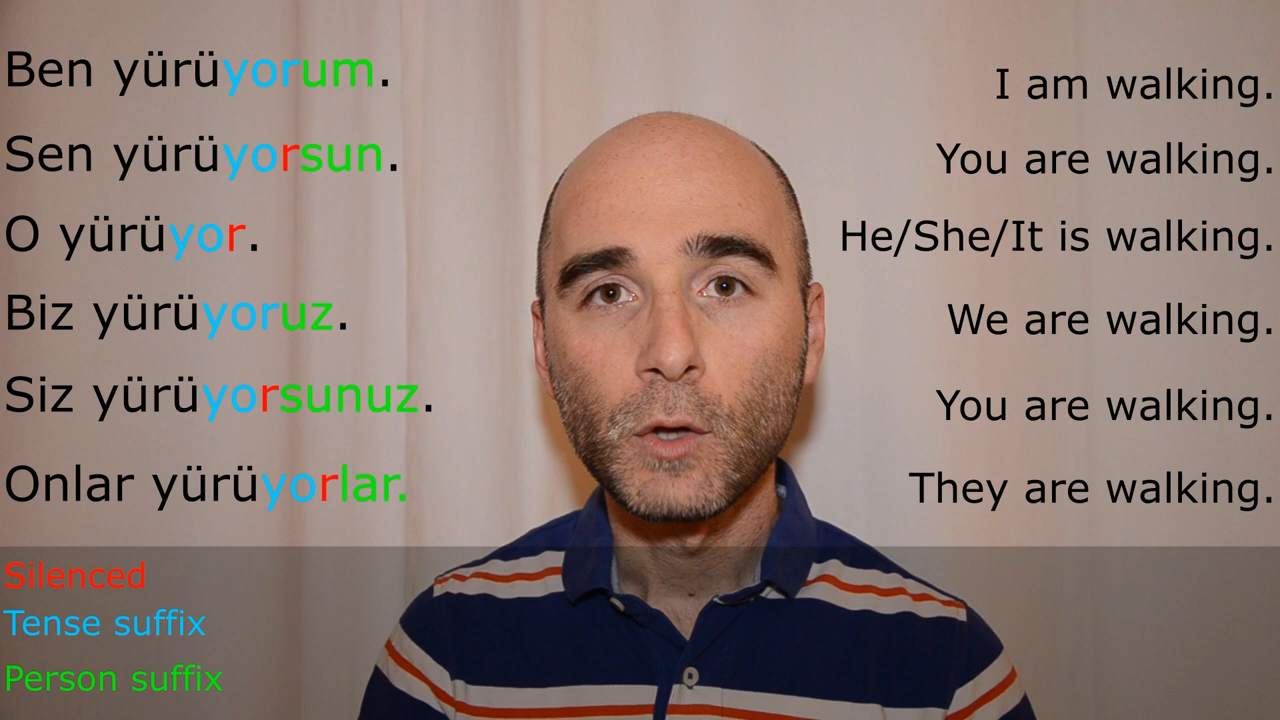 Ben yürüyorum.
I am walking.
Sen yürüyorsun.
You are walking.
O yürüyor.
He/She/It is walking.
Biz yürüyoruz.
We are walking.
Siz yürüyorsunuz.
You are walking.
Onlar yürüyorlar.
They are walking.
Silenced
Tense suffix
Person suffix